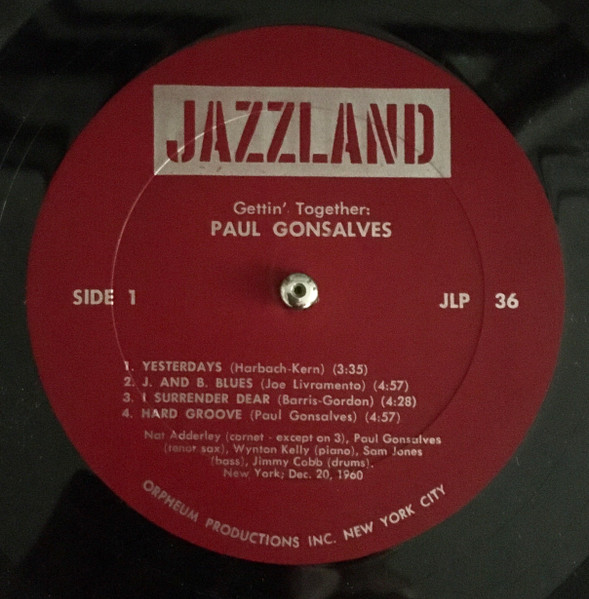 JAZZLAND
Gettin' Together:
PAUL GONSALVES
SIDE 1
JLP 36
1. YESTERDAYS (Harbach-Kern) (3:35)
2. J. AND B. BLUES (Joe Livramento) (4:57)
3. I SURRENDER DEAR (Barris-Gordon) (4:28)
4. HARD GROOVE (Paul Gonsalves) (4:57)
Nat Adderley (cornet - except on 3), Paul Gonsalves
(tenor sax), Wynton Kelly (piano), Sam Jones
(bass), Jimmy Cobb (drums).
New York; Dec. 20, 1960
ORPHEUM PRODUCTIONS INC. NEW YORK CITY